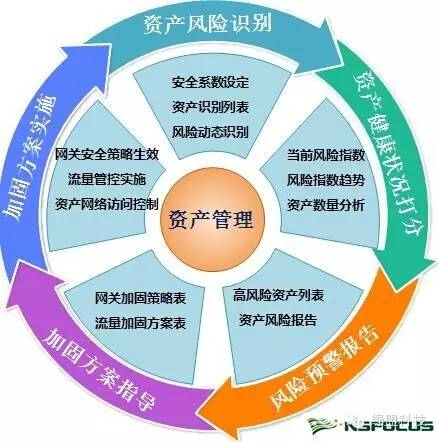 资产风险识别
安全系数设定
资产识别列表
风险动态识别
资产健康状况打分
当前风险指数
风险指数趋势
资产数量分析
风险预警报告
高风险资产列表
资产风险报告
加固方案指导
网关加固策略表
流量加固方案表
加固方案实施
网关安全策略生效
流量管控实施
资产网络访问控制
资产管理
绿盟科技
NSFOCUS